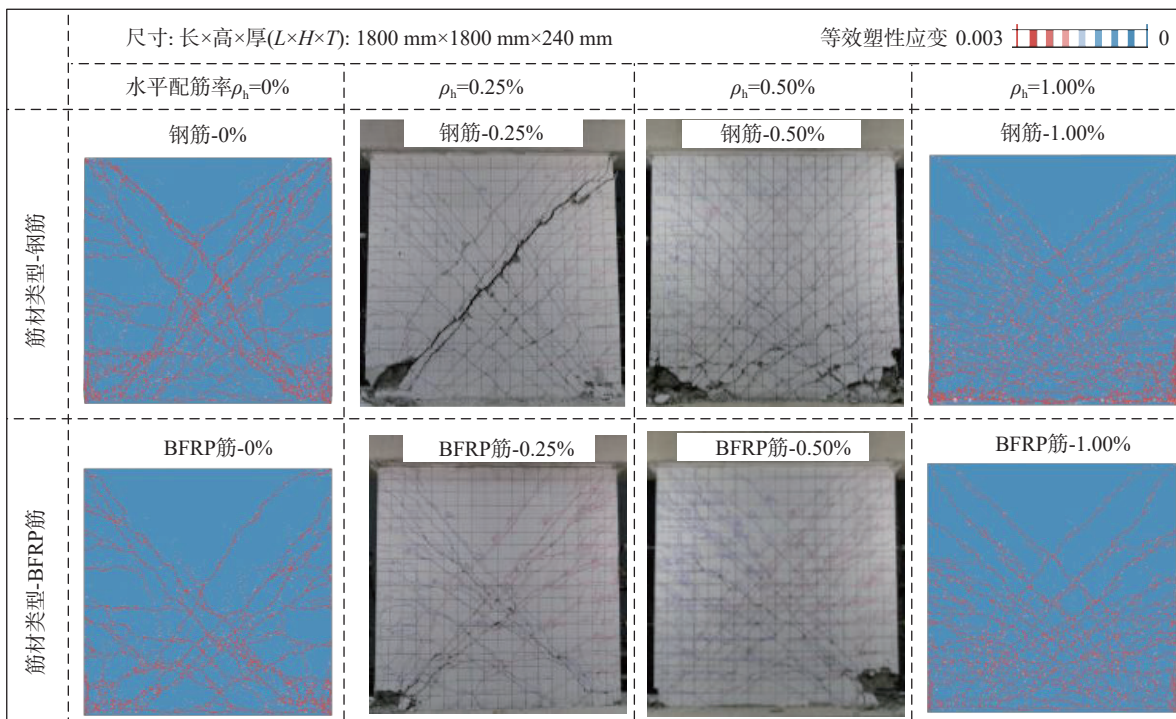 尺寸: 长×高×厚(L×H×T): 1800 mm×1800 mm×240 mm
等效塑性应变 0.003 0
水平配筋率ρh=0% ρh=0.25% ρh=0.50% ρh=1.00%
筋材类型-钢筋
钢筋-0% 钢筋-0.25% 钢筋-0.50% 钢筋-1.00%
筋材类型-BFRP筋
BFRP筋-0% BFRP筋-0.25% BFRP筋-0.50% BFRP筋-1.00%